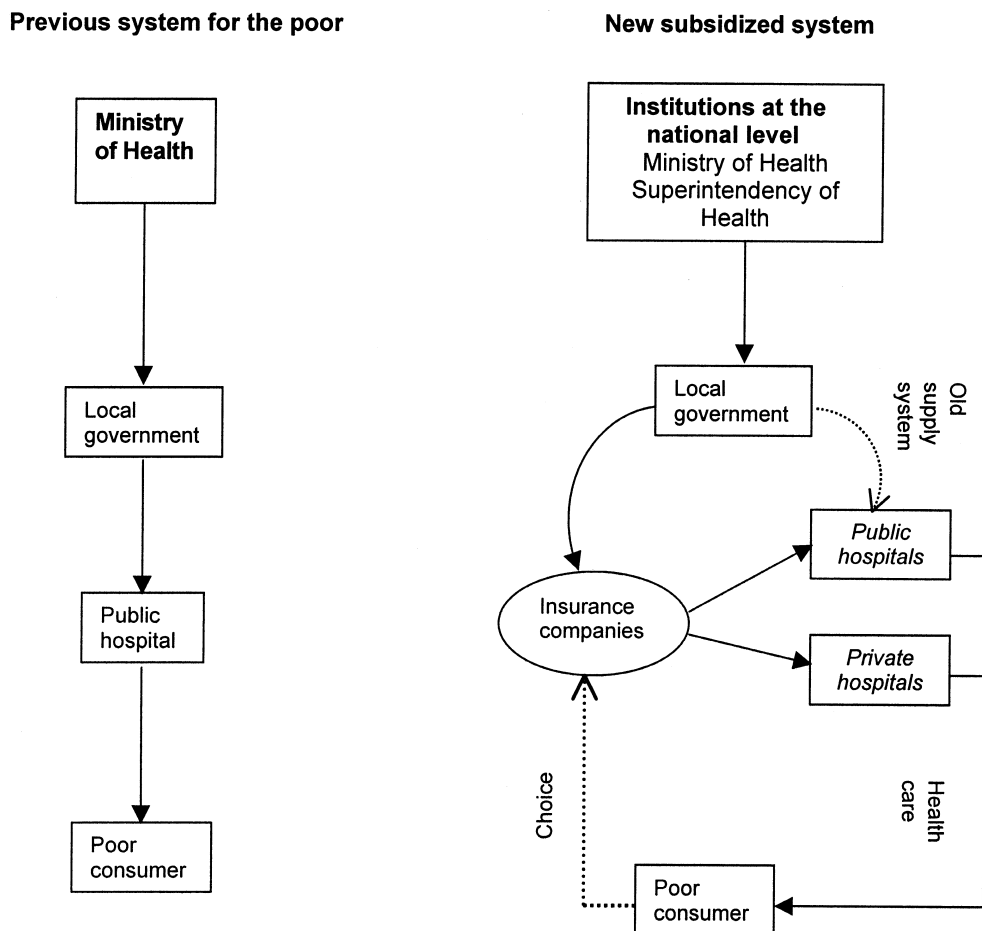 Previous system for the poor
Ministry
of Health
Local
government
Public
hospital
Poor
consumer
New subsidized system
Institutions at the
national level
Ministry of Health
Superintendency of
Health
Local
government
Old
supply
system
Public
hospitals
Insurance
companies
Private
hospitals
Choice
Health
care
Poor
consumer